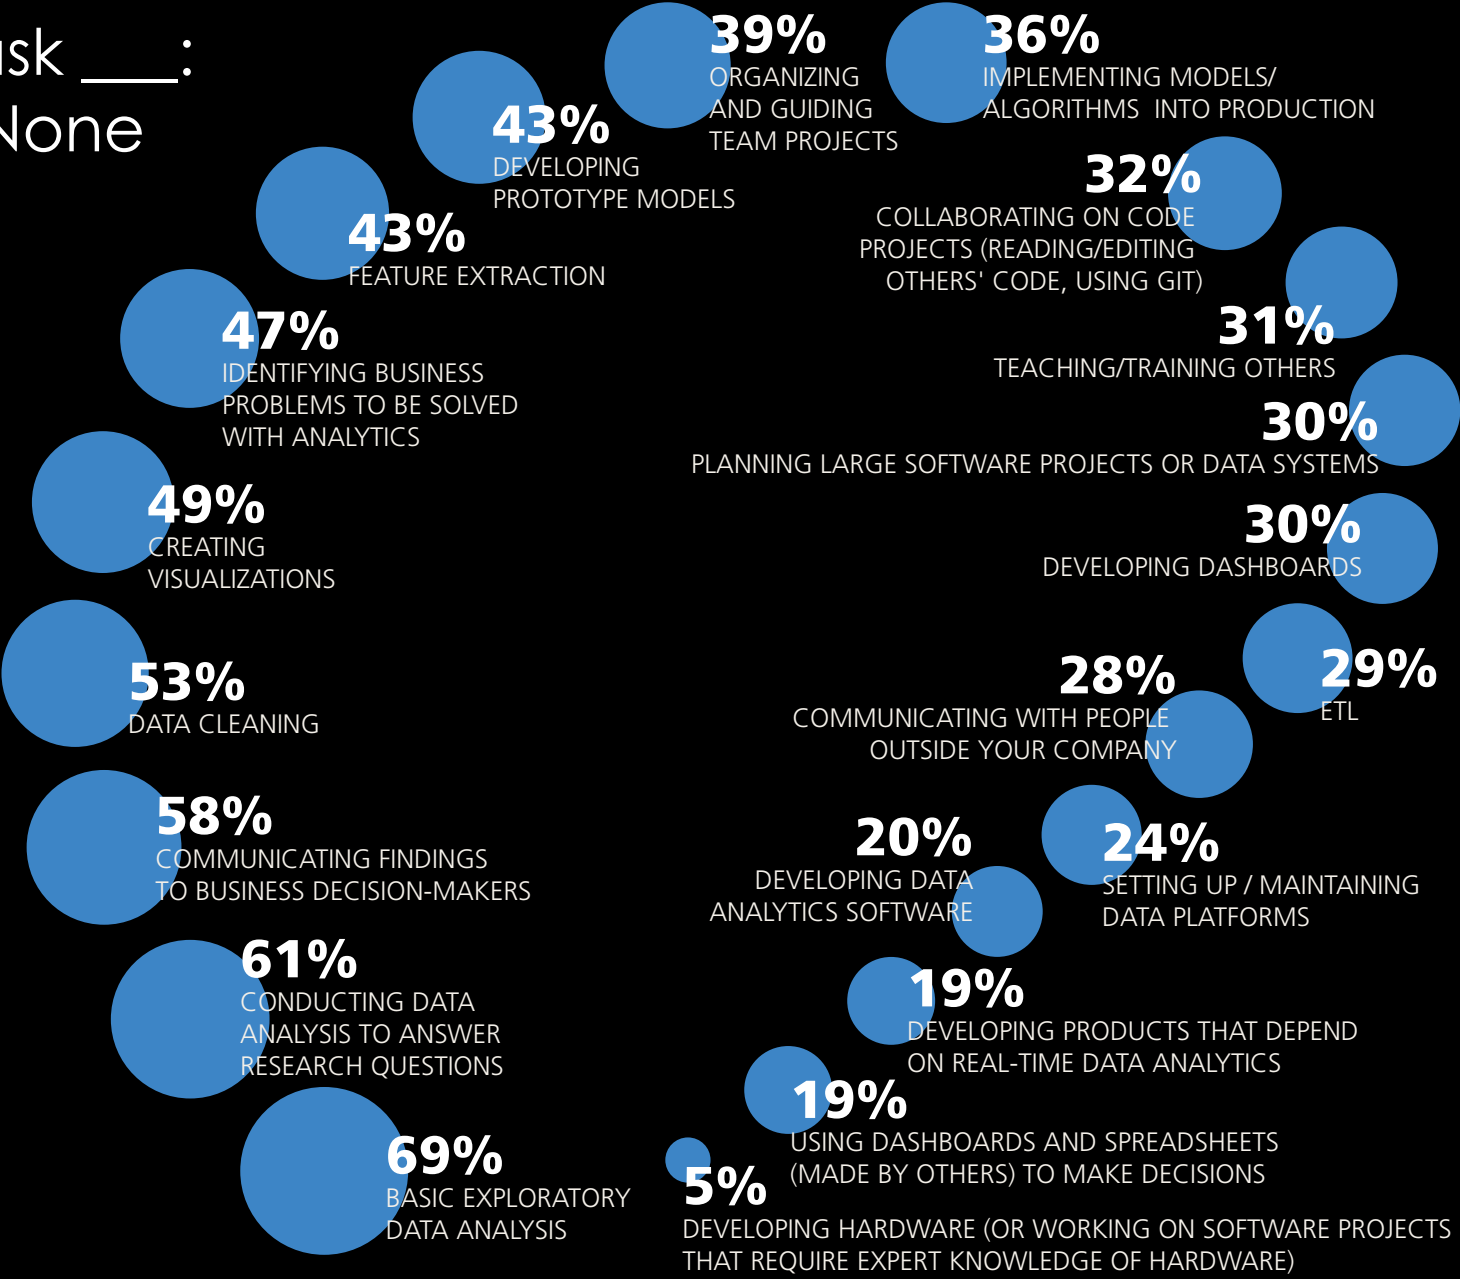 sk ___:
None
39%
ORGANIZING
AND GUIDING
TEAM PROJECTS
36%
IMPLEMENTING MODELS/
ALGORITHMS INTO PRODUCTION
43%
DEVELOPING
PROTOTYPE MODELS
32%
COLLABORATING ON CODE
PROJECTS (READING/EDITING
OTHERS' CODE, USING GIT)
43%
FEATURE EXTRACTION
31%
TEACHING/TRAINING OTHERS
47%
IDENTIFYING BUSINESS
PROBLEMS TO BE SOLVED
WITH ANALYTICS
30%
PLANNING LARGE SOFTWARE PROJECTS OR DATA SYSTEMS
49%
CREATING
VISUALIZATIONS
30%
DEVELOPING DASHBOARDS
53%
DATA CLEANING
29%
ETL
28%
COMMUNICATING WITH PEOPLE
OUTSIDE YOUR COMPANY
58%
COMMUNICATING FINDINGS
TO BUSINESS DECISION-MAKERS
24%
SETTING UP / MAINTAINING
DATA PLATFORMS
20%
DEVELOPING DATA
ANALYTICS SOFTWARE
61%
CONDUCTING DATA
ANALYSIS TO ANSWER
RESEARCH QUESTIONS
19%
DEVELOPING PRODUCTS THAT DEPEND
ON REAL-TIME DATA ANALYTICS
19%
USING DASHBOARDS AND SPREADSHEETS
(MADE BY OTHERS) TO MAKE DECISIONS
69%
BASIC EXPLORATORY
DATA ANALYSIS
5%
DEVELOPING HARDWARE (OR WORKING ON SOFTWARE PROJECTS
THAT REQUIRE EXPERT KNOWLEDGE OF HARDWARE)